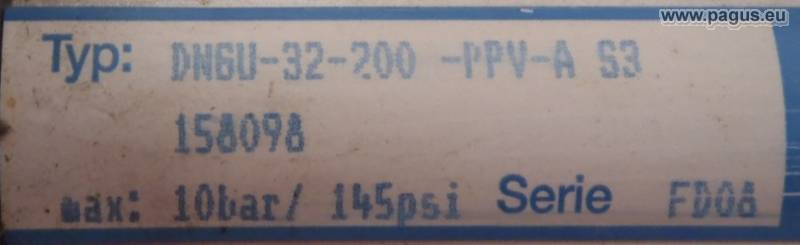 www.pagus.eu
Typ: DNGU-32-200 -PPV-A S3
158098
max: 10bar/ 145psi Serie FD08